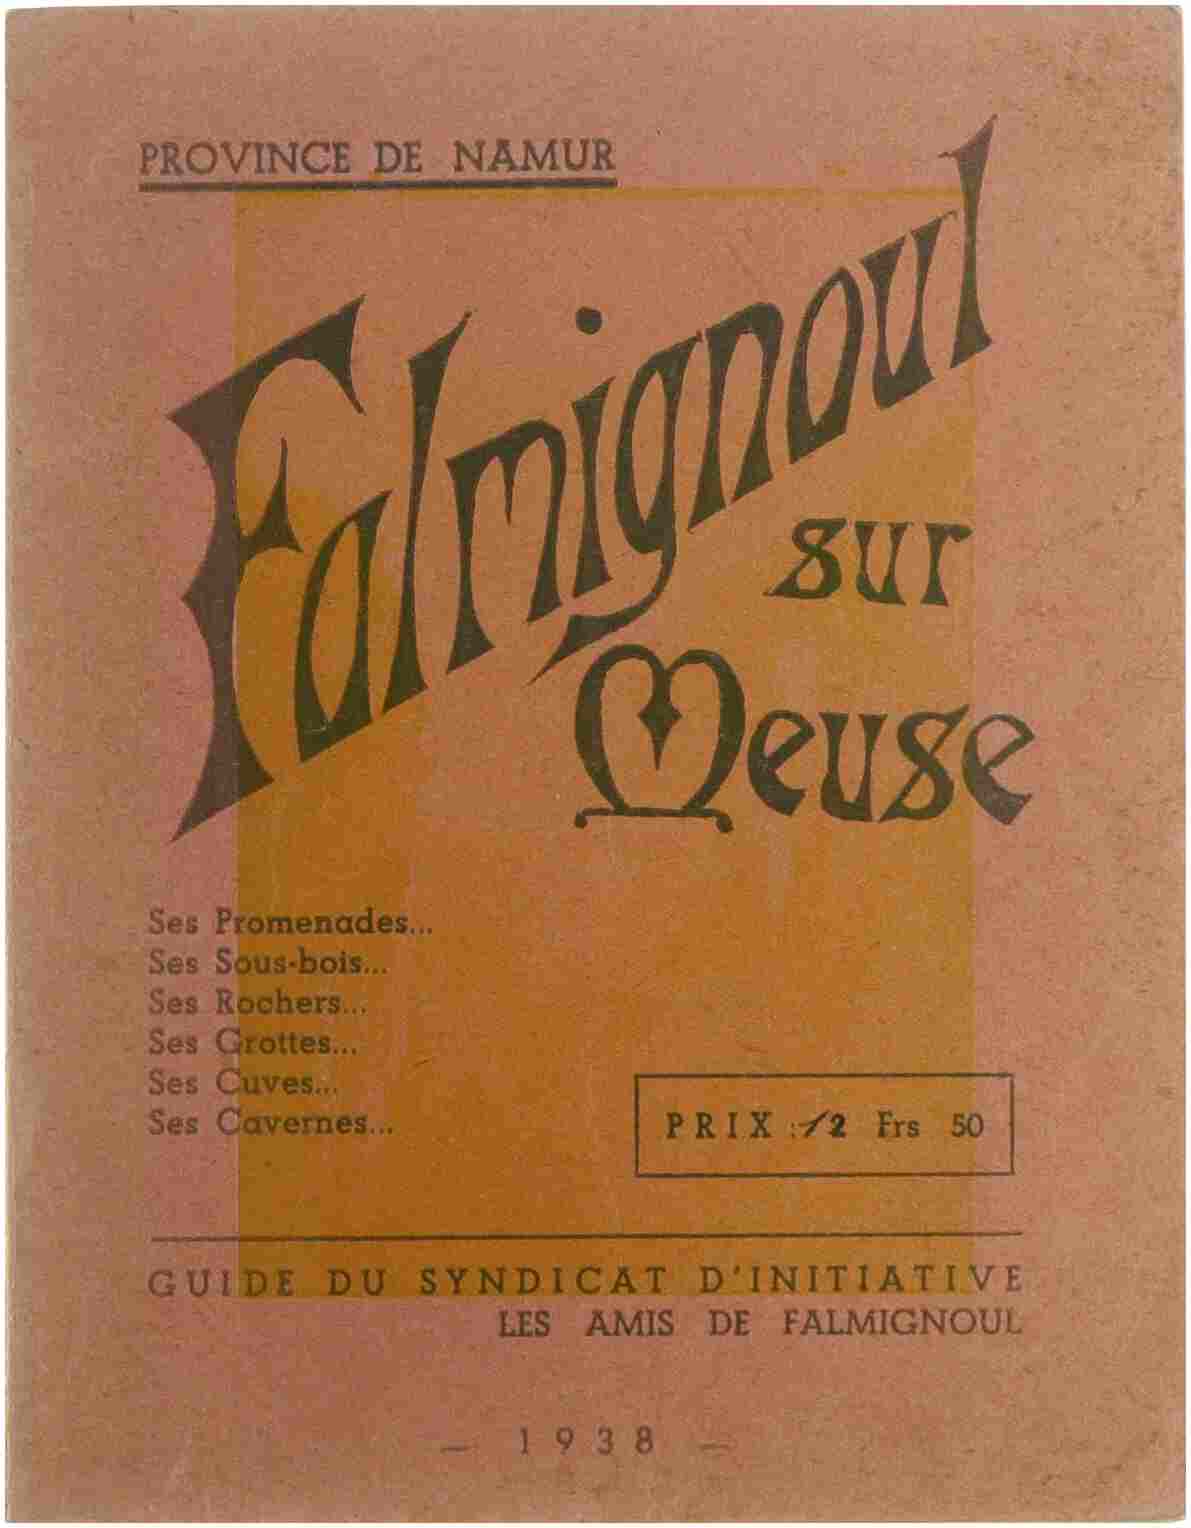 PROVINCE DE NAMUR
Falmignoul
sur
Meuse
Ses Promenades...
Ses Sous-bois...
Ses Rochers...
Ses Grottes...
Ses Cuves...
Ses Cavernes...
PRIX : 12 Frs 50
GUIDE DU SYNDICAT D'INITIATIVE
LES AMIS DE FALMIGNOUL
– 1938 –